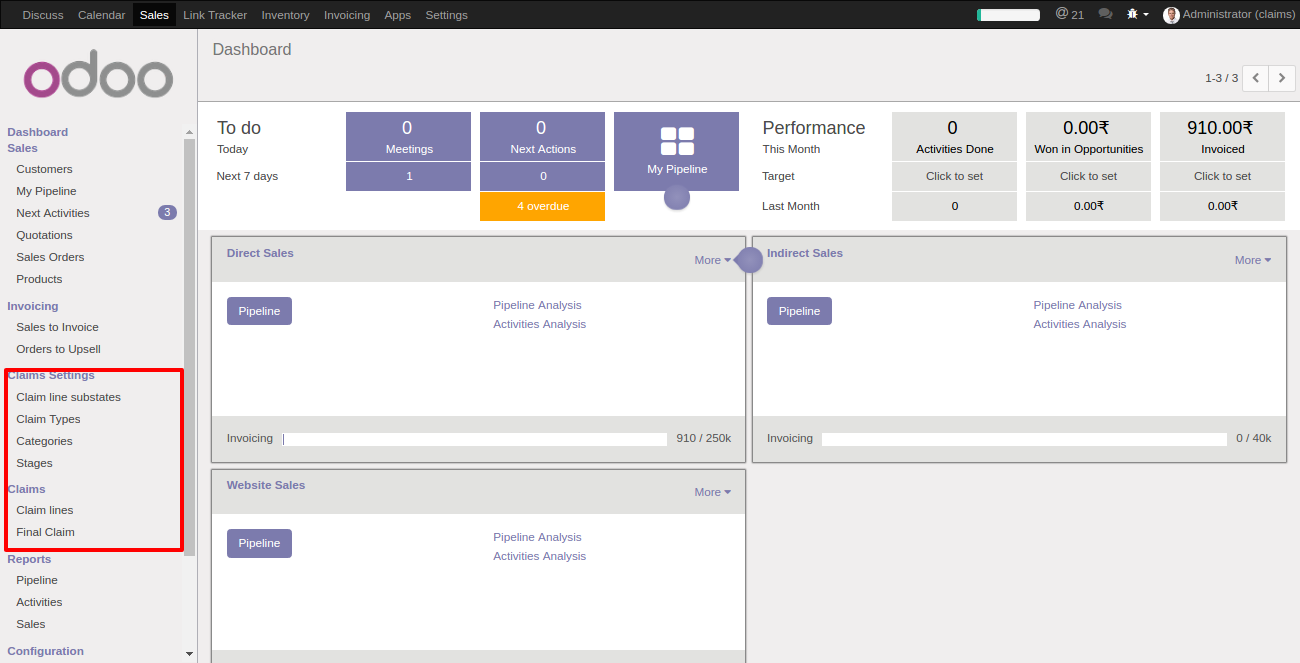 Discuss Calendar Sales Link Tracker Inventory Invoicing Apps Settings @ 21 Administrator (claims)
odoo
Dashboard
1-3 / 3
Dashboard
Sales
Customers
My Pipeline
Next Activities 3
Quotations
Sales Orders
Products
Invoicing
Sales to Invoice
Orders to Upsell
Claims Settings
Claim line substates
Claim Types
Categories
Stages
Claims
Claim lines
Final Claim
Reports
Pipeline
Activities
Sales
Configuration
To do
Today
Next 7 days
0
Meetings
1
0
Next Actions
0
4 overdue
My Pipeline
Performance
This Month
Target
Last Month
0
Activities Done
Click to set
0
0.00₹
Won in Opportunities
Click to set
0.00₹
910.00₹
Invoiced
Click to set
0.00₹
Direct Sales
More
Pipeline
Pipeline Analysis
Activities Analysis
Invoicing 910 / 250k
Indirect Sales
More
Pipeline
Pipeline Analysis
Activities Analysis
Invoicing 0 / 40k
Website Sales
More
Pipeline
Pipeline Analysis
Activities Analysis